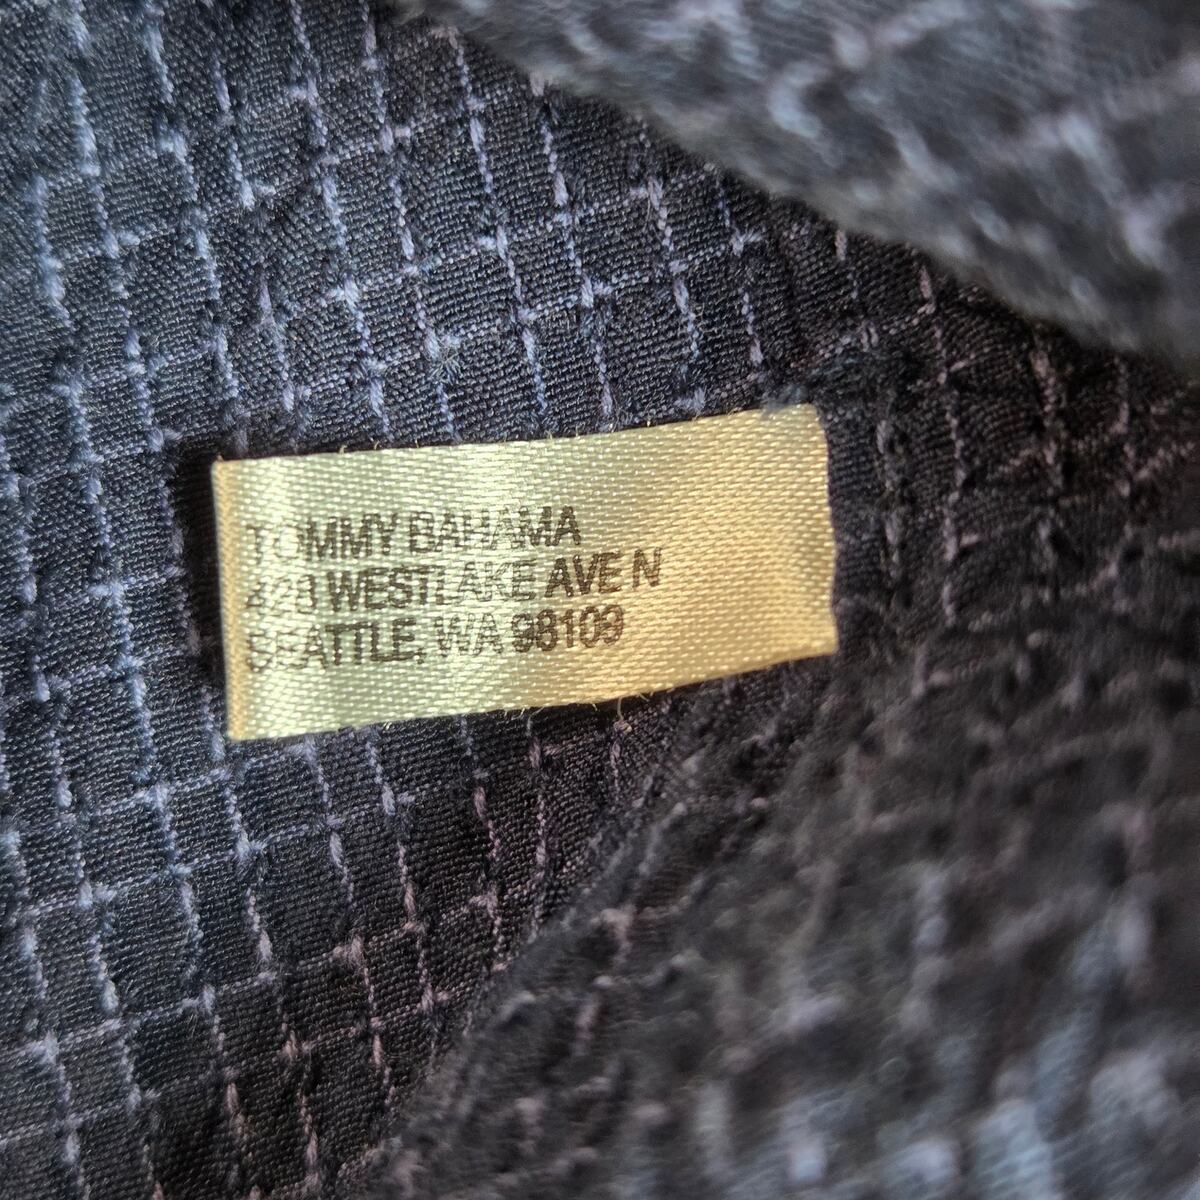 TOMMY BAHAMA
428 WESTLAKE AVE N
SEATTLE, WA 98109